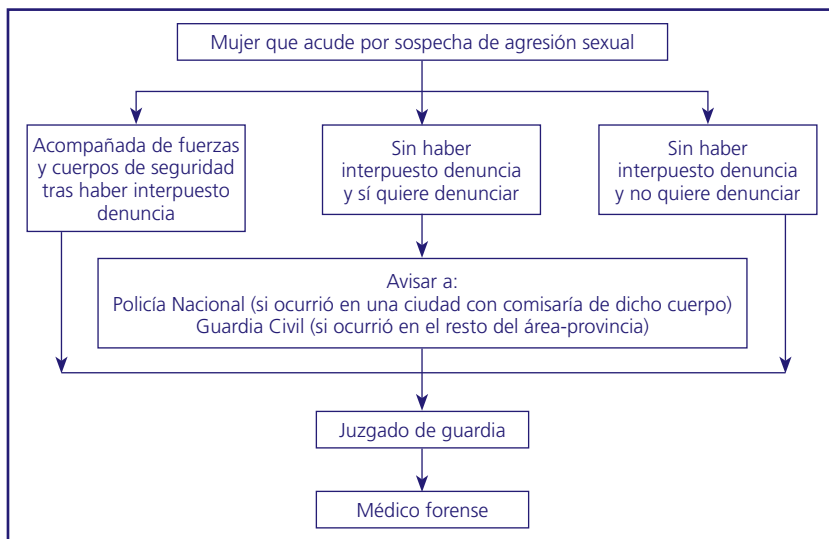 Mujer que acude por sospecha de agresión sexual
Acompañada de fuerzas
y cuerpos de seguridad
tras haber interpuesto
denuncia
Sin haber
interpuesto denuncia
y sí quiere denunciar
Sin haber
interpuesto denuncia
y no quiere denunciar
Avisar a:
Policía Nacional (si ocurrió en una ciudad con comisaría de dicho cuerpo)
Guardia Civil (si ocurrió en el resto del área-provincia)
Juzgado de guardia
Médico forense